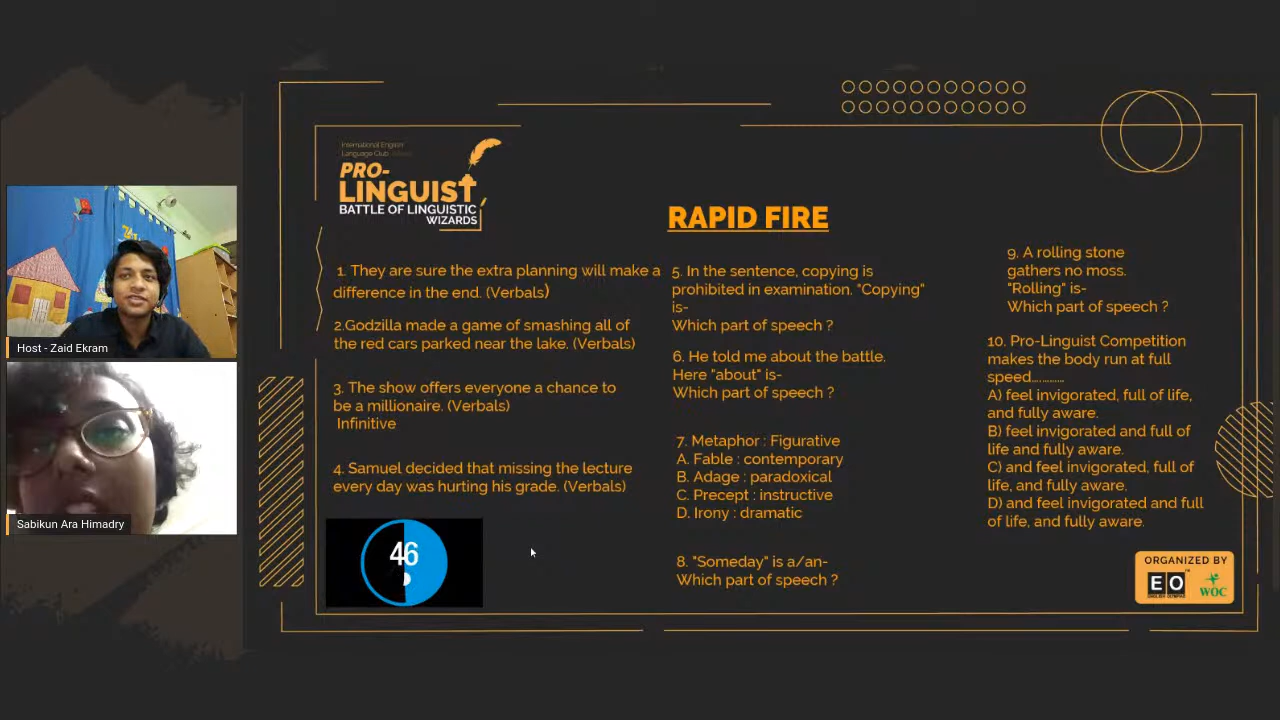 Host - Zaid Ekram
Sabikun Ara Himadry
International English
Language Club
PRO-
LINGUIST
BATTLE OF LINGUISTIC
WIZARDS
RAPID FIRE
1. They are sure the extra planning will make a
difference in the end. (Verbals)
2.Godzilla made a game of smashing all of
the red cars parked near the lake. (Verbals)
3. The show offers everyone a chance to
be a millionaire. (Verbals)
Infinitive
4. Samuel decided that missing the lecture
every day was hurting his grade. (Verbals)
46
5. In the sentence, copying is
prohibited in examination. "Copying"
is-
Which part of speech ?
6. He told me about the battle.
Here "about" is-
Which part of speech ?
7. Metaphor : Figurative
A. Fable : contemporary
B. Adage : paradoxical
C. Precept : instructive
D. Irony : dramatic
8. "Someday" is a/an-
Which part of speech ?
9. A rolling stone
gathers no moss.
"Rolling" is-
Which part of speech ?
10. Pro-Linguist Competition
makes the body run at full
speed............
A) feel invigorated, full of life,
and fully aware.
B) feel invigorated and full of
life and fully aware.
C) and feel invigorated, full of
life, and fully aware.
D) and feel invigorated and full
of life, and fully aware.
ORGANIZED BY
EO
WOC